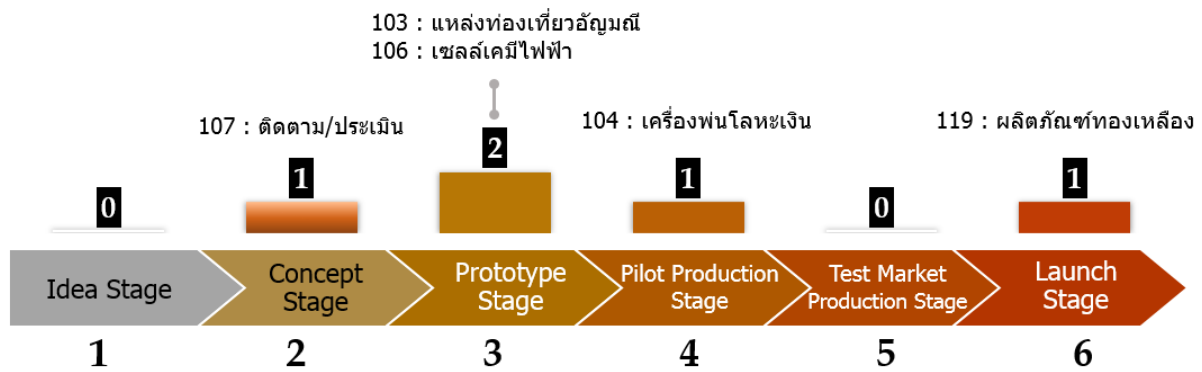 103 : แหล่งท่องเที่ยวอัญมณี
106 : เซลล์เคมีไฟฟ้า
107 : ติดตาม/ประเมิน
104 : เครื่องพ่นโลหะเงิน
119 : ผลิตภัณฑ์ทองเหลือง
0
1
2
1
0
1
Idea Stage
Concept
Stage
Prototype
Stage
Pilot Production
Stage
Test Market
Production Stage
Launch
Stage
1
2
3
4
5
6